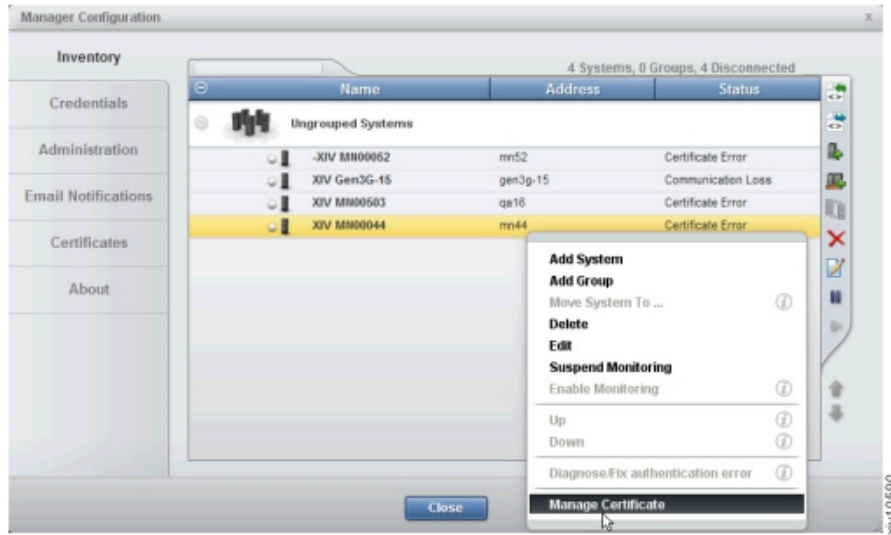 Manager Configuration
x
Inventory
Credentials
Administration
Email Notifications
Certificates
About
4 Systems, 0 Groups, 4 Disconnected
Name Address Status
Ungrouped Systems
-XIV MN00052 mn52 Certificate Error
XIV Gen3G-15 gen3g-15 Communication Loss
XIV MN00503 qa16 Certificate Error
XIV MN00044 mn44 Certificate Error
Add System
Add Group
Move System To ...
Delete
Edit
Suspend Monitoring
Enable Monitoring
Up
Down
Diagnose/Fix authentication error
Manage Certificate
Close